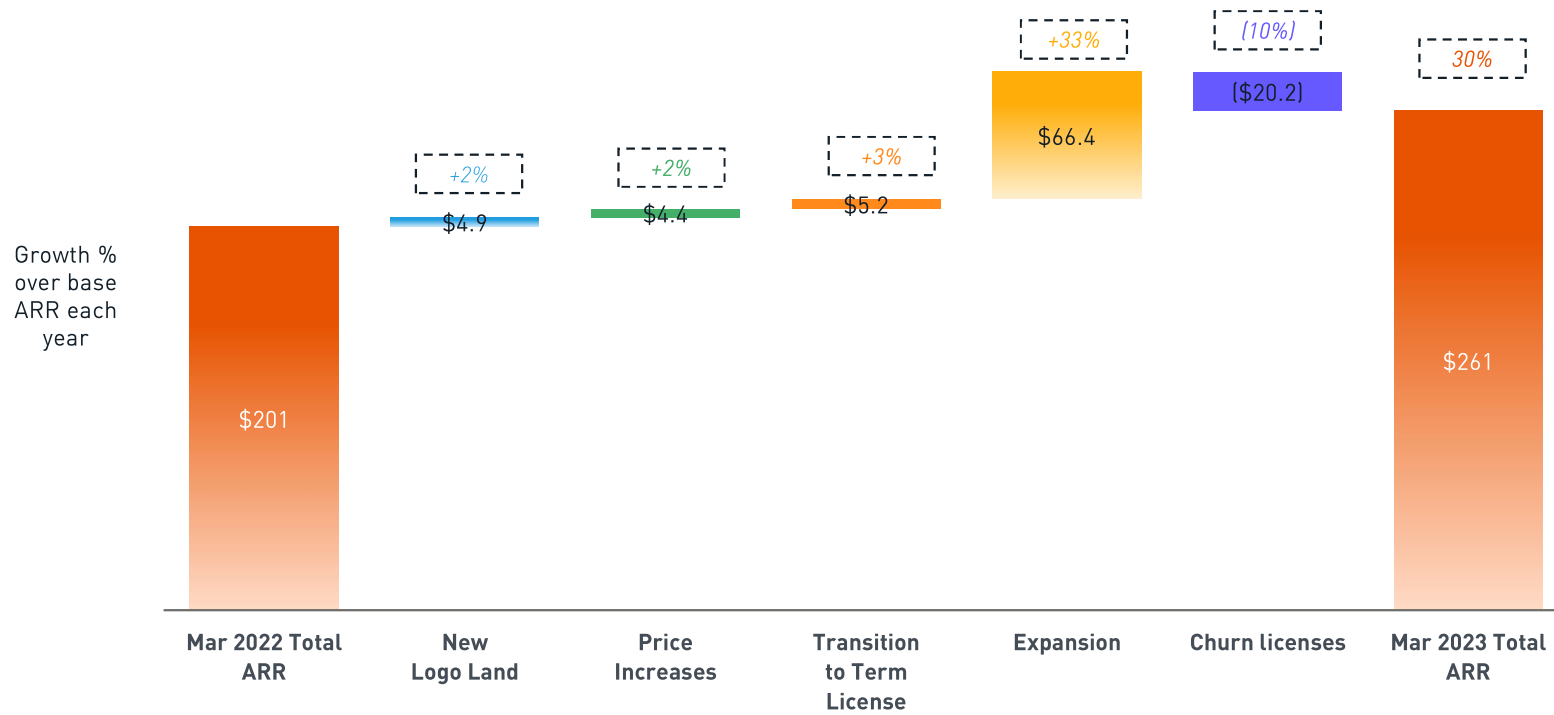 +2%
+2%
+3%
+33%
(10%)
30%
Growth %
over base
ARR each
year
$201
$4.9
$4.4
$5.2
$66.4
($20.2)
$261
Mar 2022 Total
ARR
New
Logo Land
Price
Increases
Transition
to Term
License
Expansion
Churn licenses
Mar 2023 Total
ARR